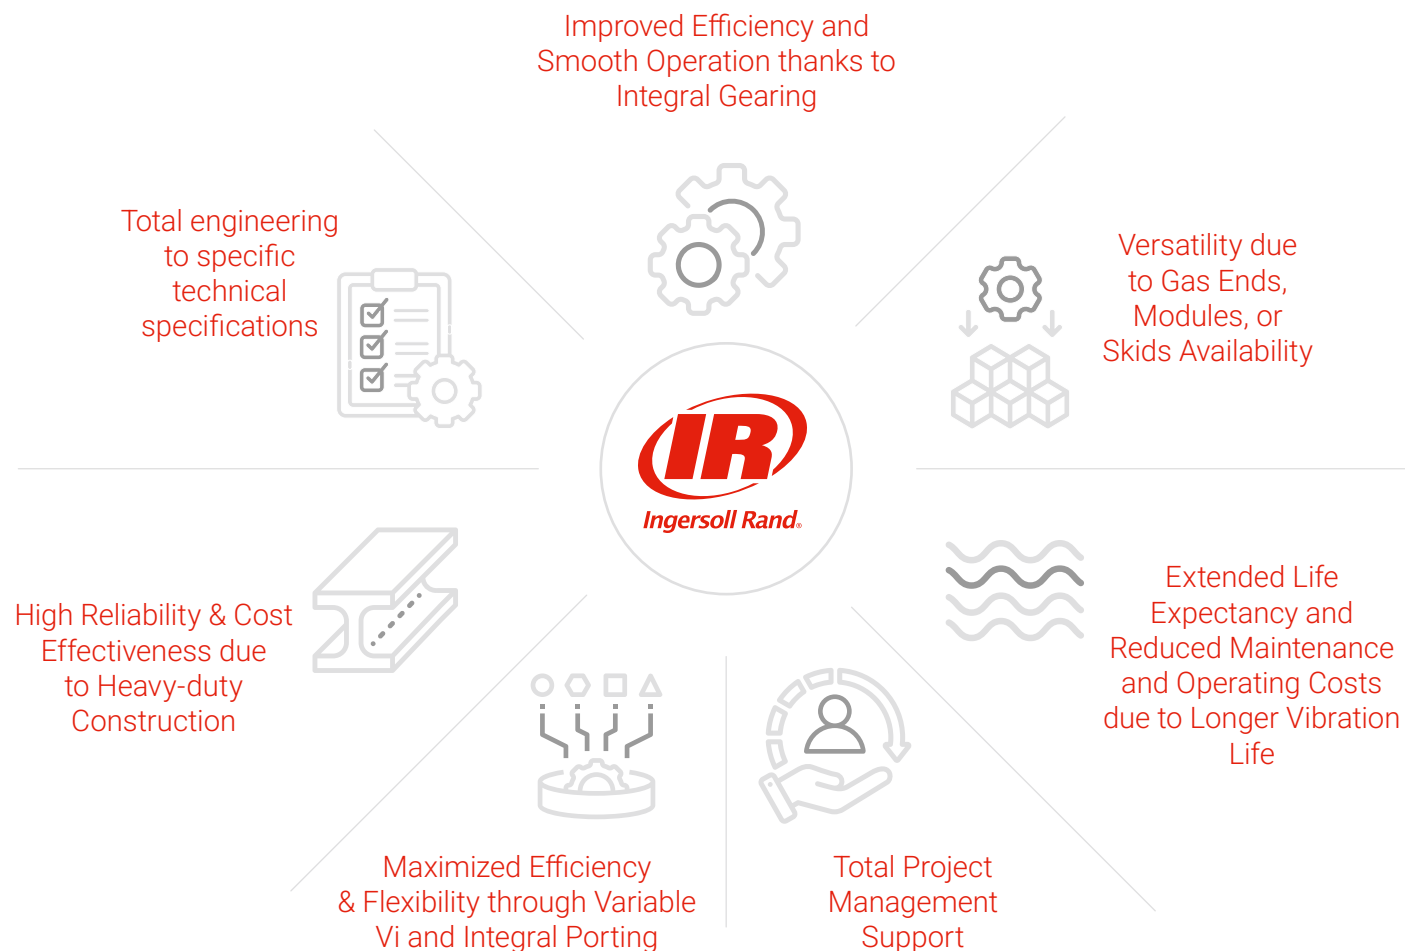 Improved Efficiency and
Smooth Operation thanks to
Integral Gearing
Total engineering
to specific
technical
specifications
Versatility due
to Gas Ends,
Modules, or
Skids Availability
IR
Ingersoll Rand®
High Reliability & Cost
Effectiveness due
to Heavy-duty
Construction
Extended Life
Expectancy and
Reduced Maintenance
and Operating Costs
due to Longer Vibration
Life
Maximized Efficiency
& Flexibility through Variable
Vi and Integral Porting
Total Project
Management
Support